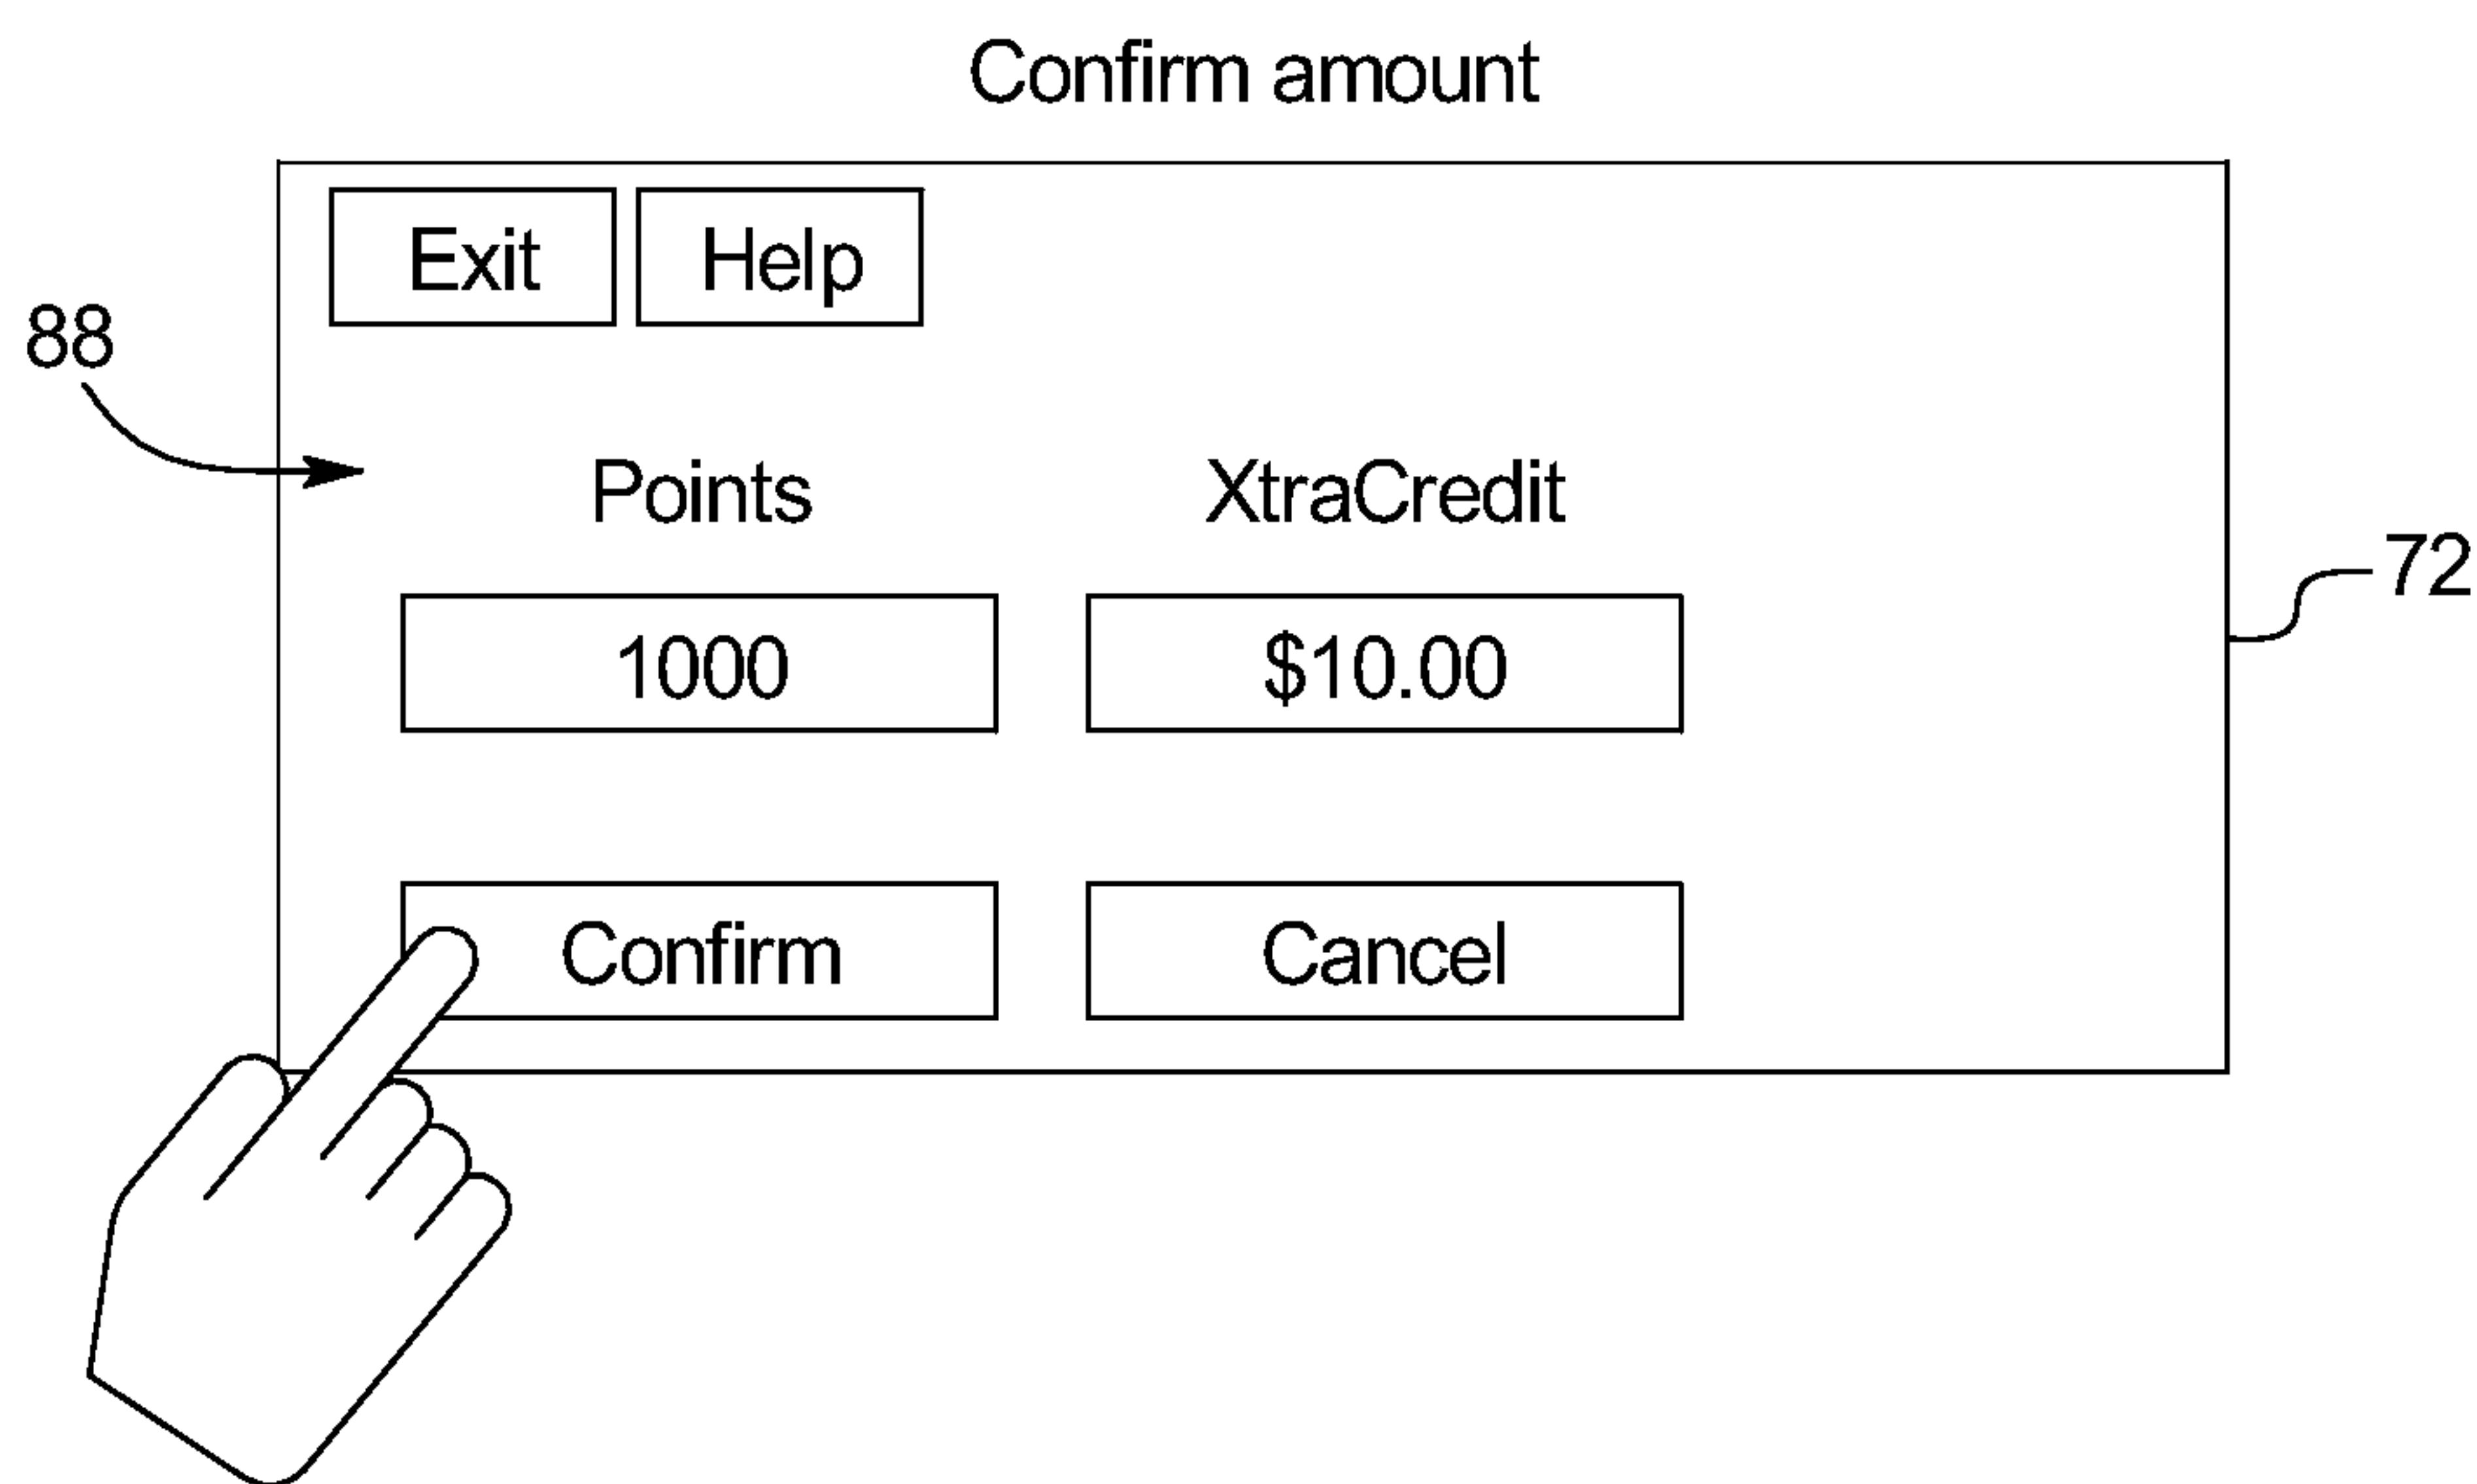 Confirm amount
Exit Help
88
Points XtraCredit
72
1000 $10.00
Confirm Cancel